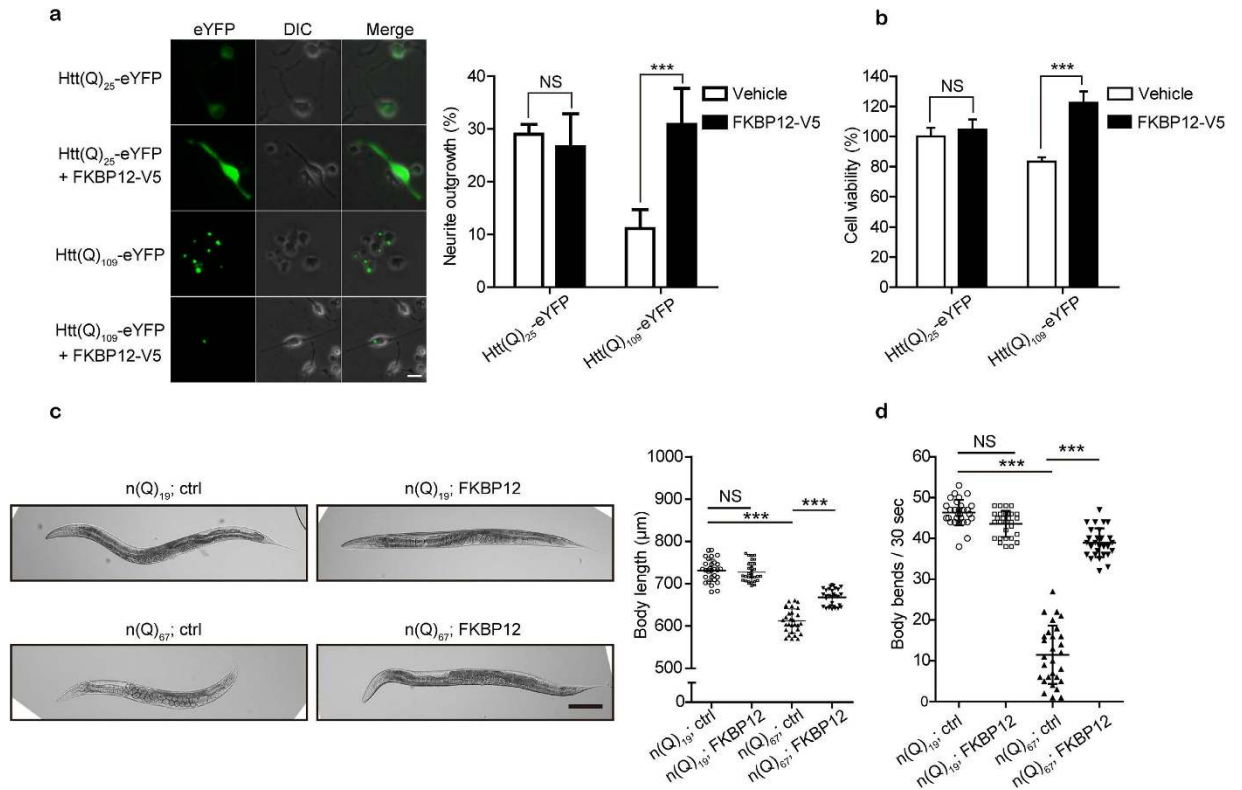 a
eYFP DIC Merge
Htt(Q)25-eYFP
Htt(Q)25-eYFP
+ FKBP12-V5
Htt(Q)109-eYFP
Htt(Q)109-eYFP
+ FKBP12-V5
Neurite outgrowth (%)
40
30
20
10
0
NS
***
Vehicle
FKBP12-V5
Htt(Q)25-eYFP
Htt(Q)109-eYFP
b
Cell viability (%)
140
120
100
80
60
40
20
0
NS
***
Vehicle
FKBP12-V5
Htt(Q)25-eYFP
Htt(Q)109-eYFP
c
n(Q)19; ctrl
n(Q)19; FKBP12
n(Q)67; ctrl
n(Q)67; FKBP12
Body length (μm)
1000
900
800
700
600
500
0
NS
***
***
n(Q)19; ctrl
n(Q)19; FKBP12
n(Q)67; ctrl
n(Q)67; FKBP12
d
Body bends / 30 sec
60
50
40
30
20
10
0
NS
***
***
n(Q)19; ctrl
n(Q)19; FKBP12
n(Q)67; ctrl
n(Q)67; FKBP12